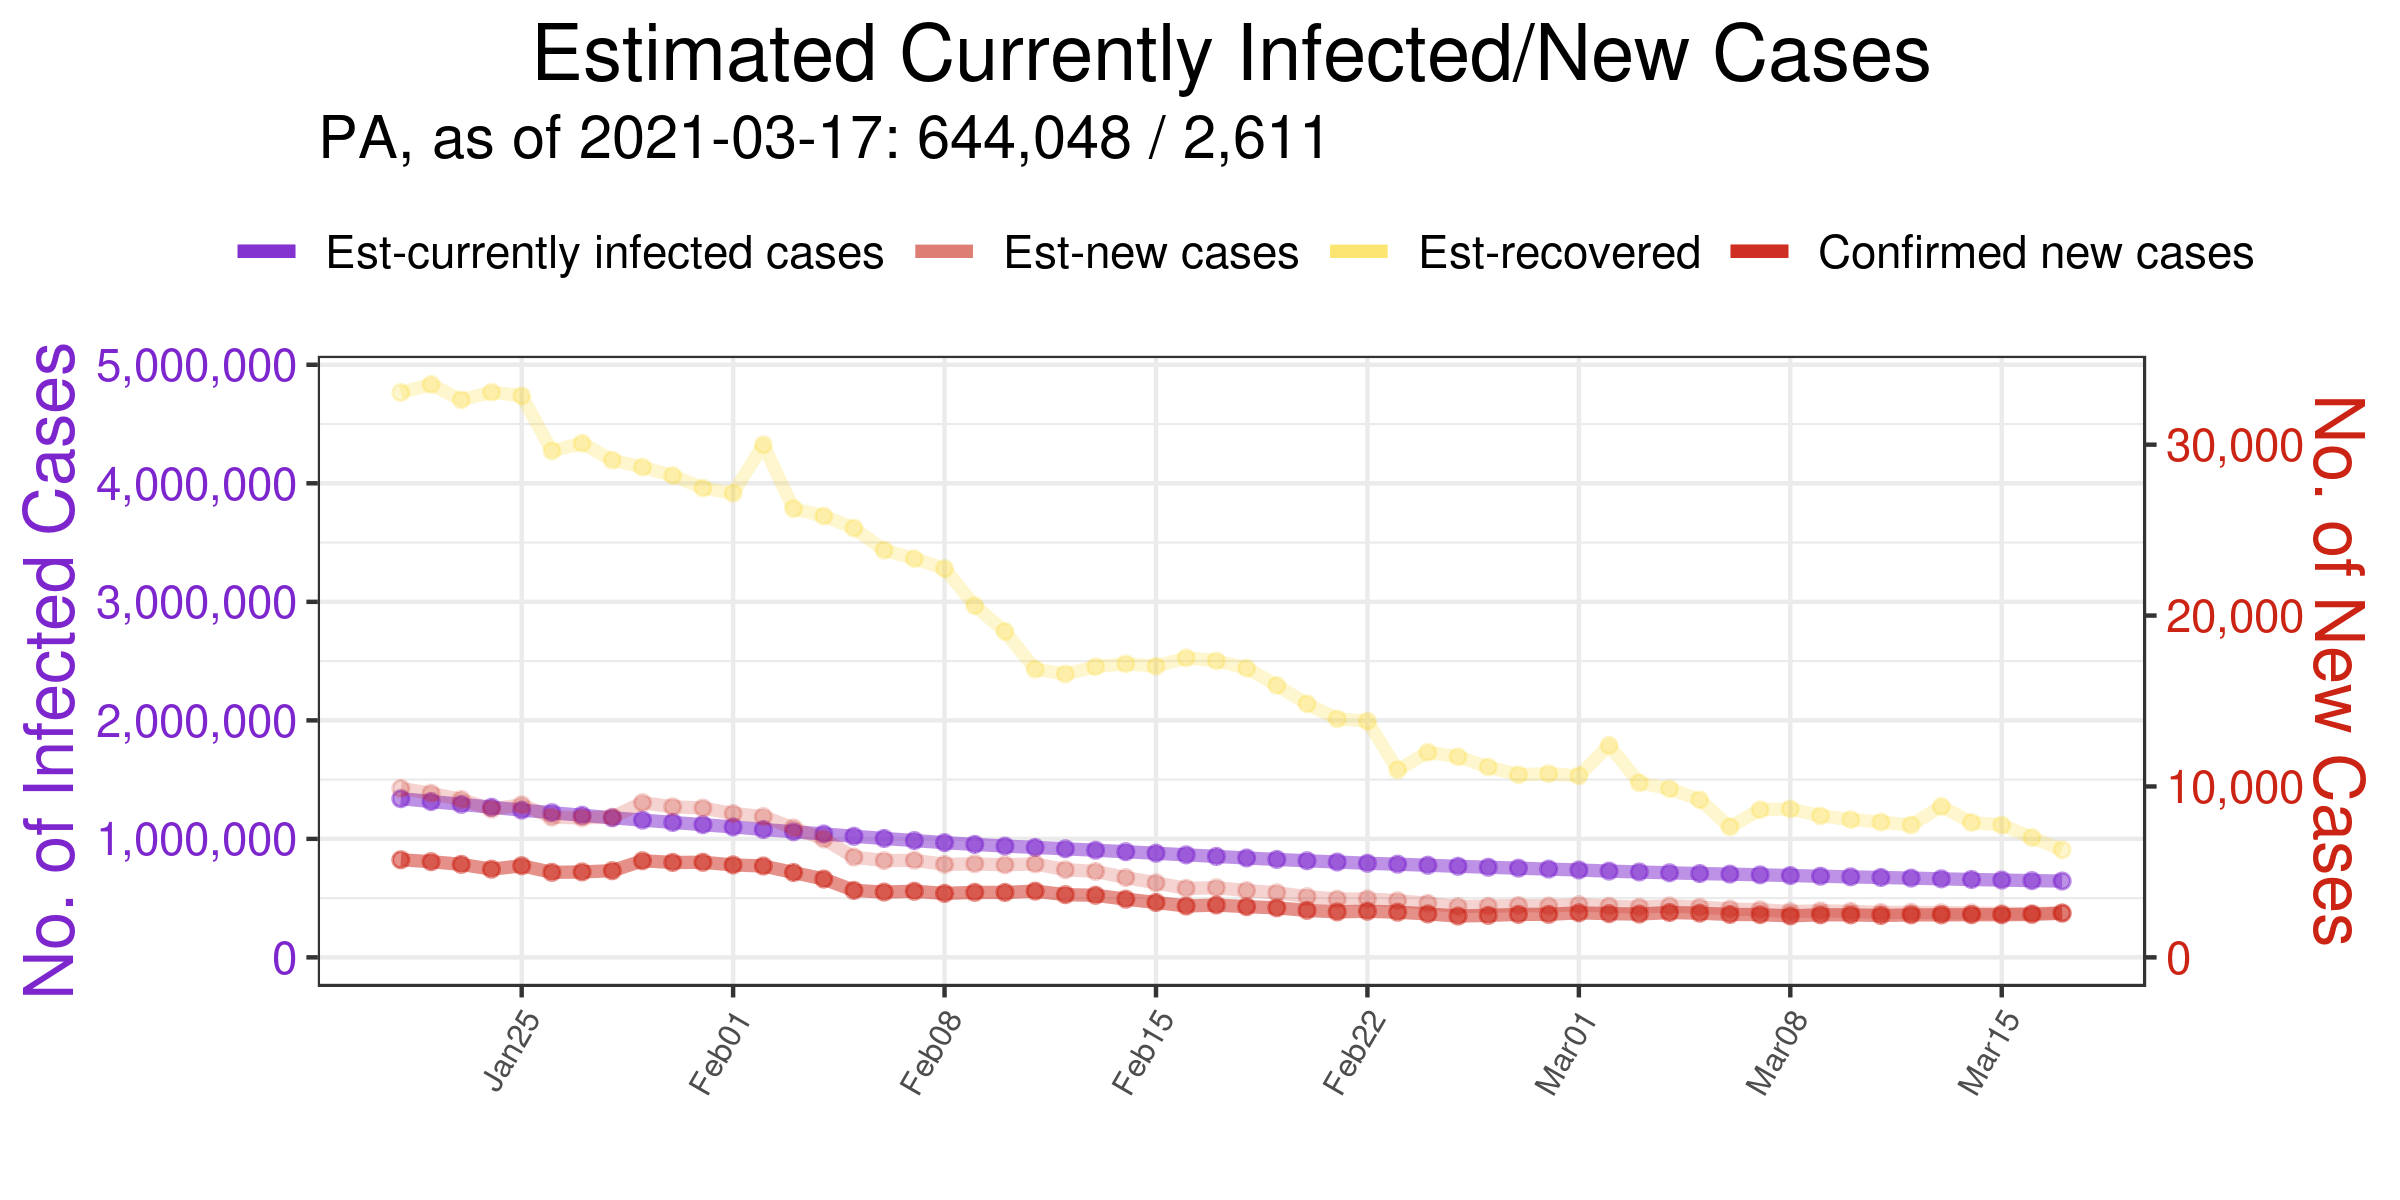 Estimated Currently Infected/New Cases
PA, as of 2021-03-17: 644,048 / 2,611
Est-currently infected cases Est-new cases Est-recovered Confirmed new cases
No. of Infected Cases
5,000,000
4,000,000
3,000,000
2,000,000
1,000,000
0
30,000
20,000
10,000
0
No. of New Cases
Jan25 Feb01 Feb08 Feb15 Feb22 Mar01 Mar08 Mar15